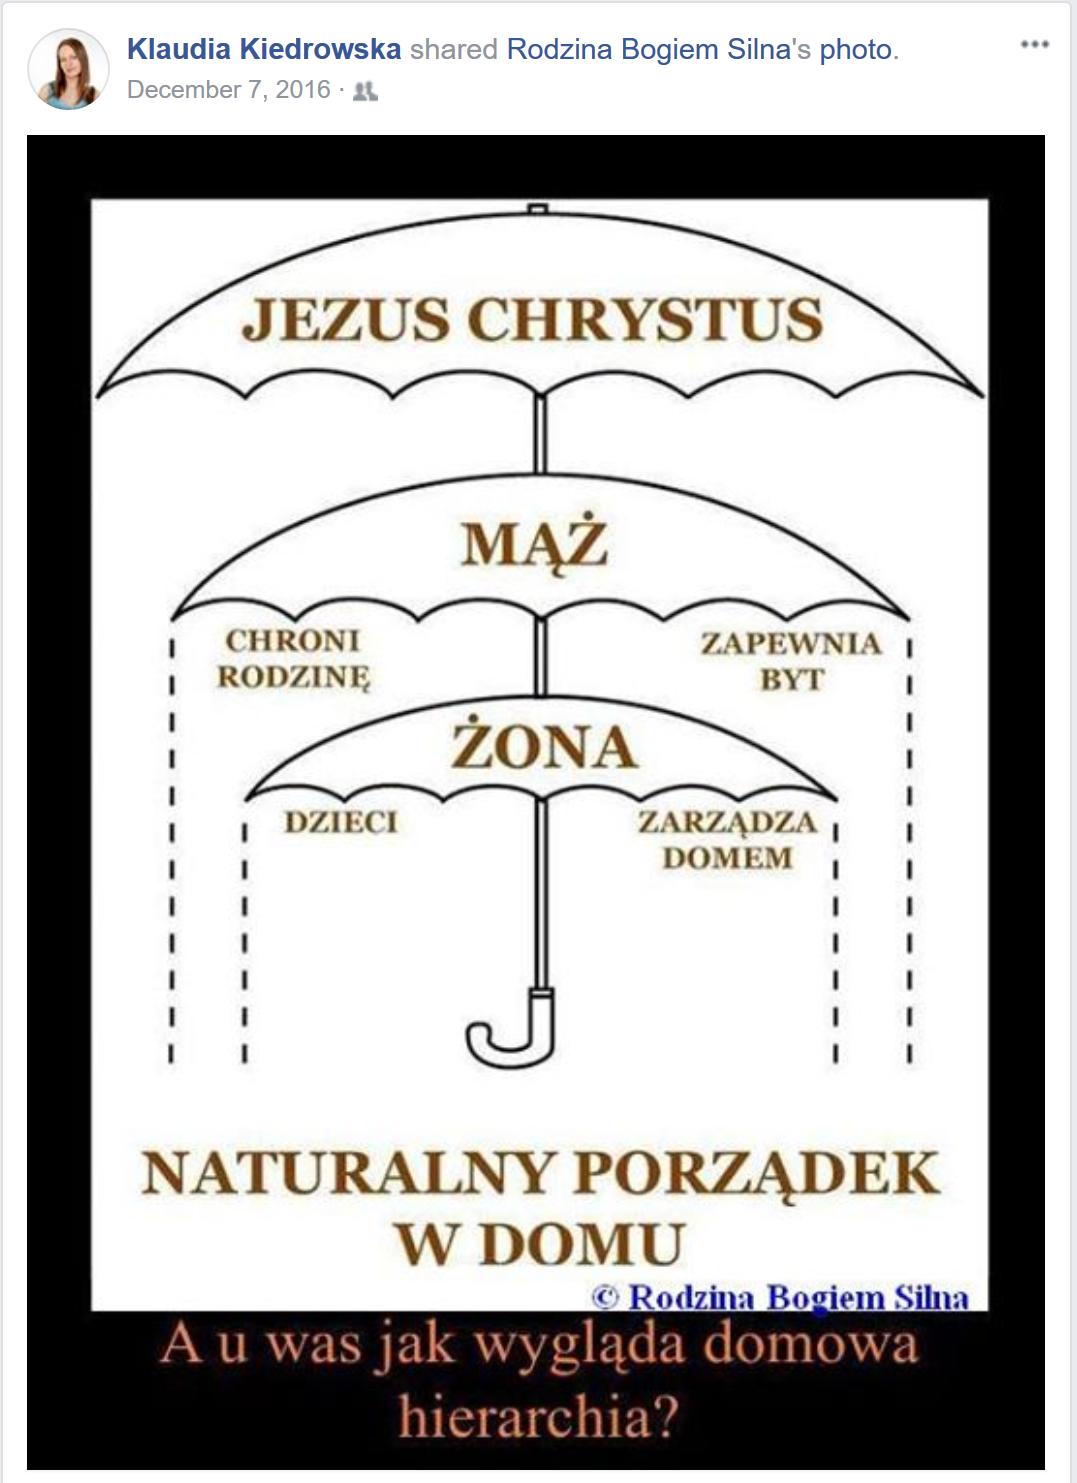 Klaudia Kiedrowska shared Rodzina Bogiem Silna's photo.
December 7, 2016 ·
JEZUS CHRYSTUS
MĄŻ
CHRONI
RODZINĘ
ZAPEWNIA
BYT
ŻONA
DZIECI
ZARZĄDZA
DOMEM
NATURALNY PORZĄDEK
W DOMU
© Rodzina Bogiem Silna
A u was jak wygląda domowa
hierarchia?